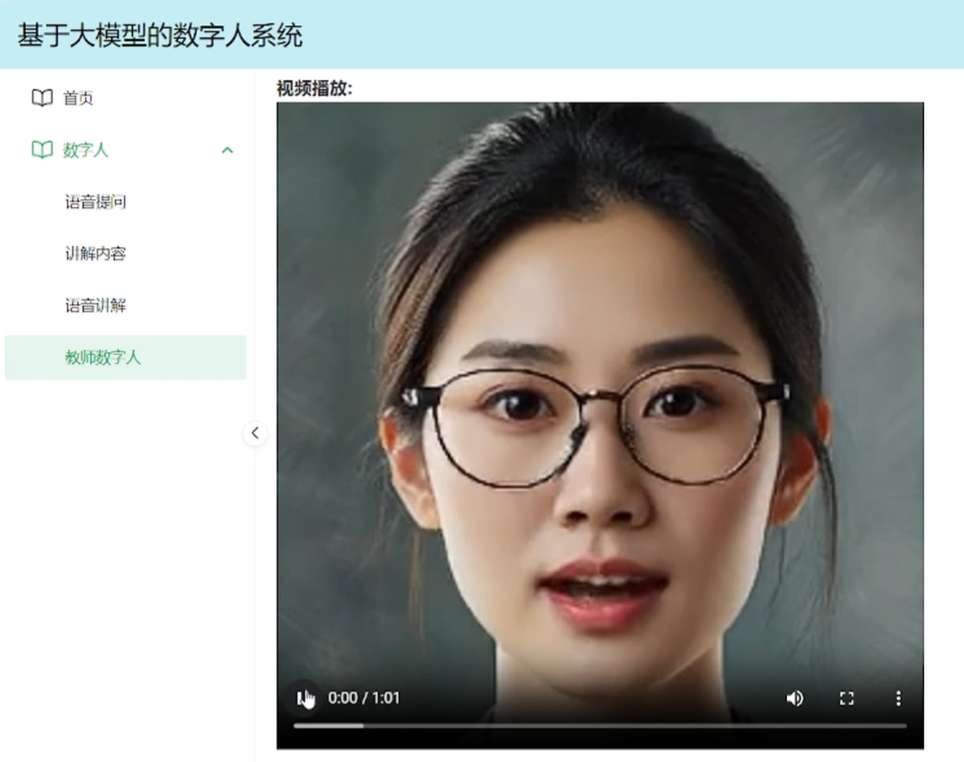 基于大模型的数字人系统
首页
数字人
语音提问
讲解内容
语音讲解
教师数字人
视频播放:
0:00 / 1:01